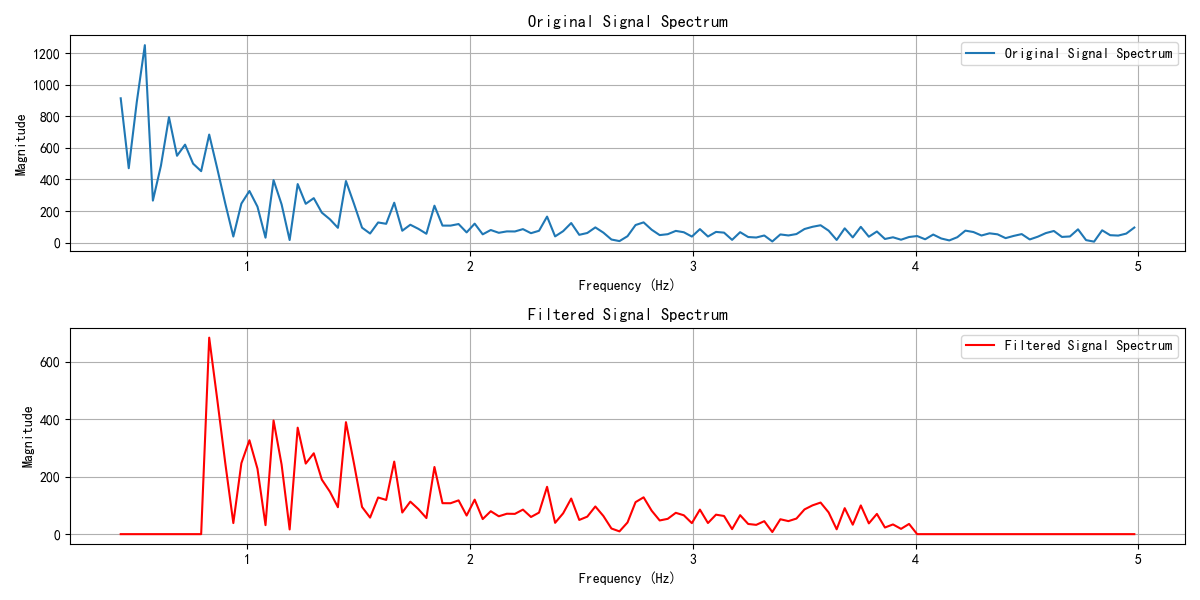 Original Signal Spectrum
Original Signal Spectrum
1200
1000
800
600
400
200
0
Magnitude
1 2 3 4 5
Frequency (Hz)
Filtered Signal Spectrum
Filtered Signal Spectrum
600
400
200
0
Magnitude
1 2 3 4 5
Frequency (Hz)